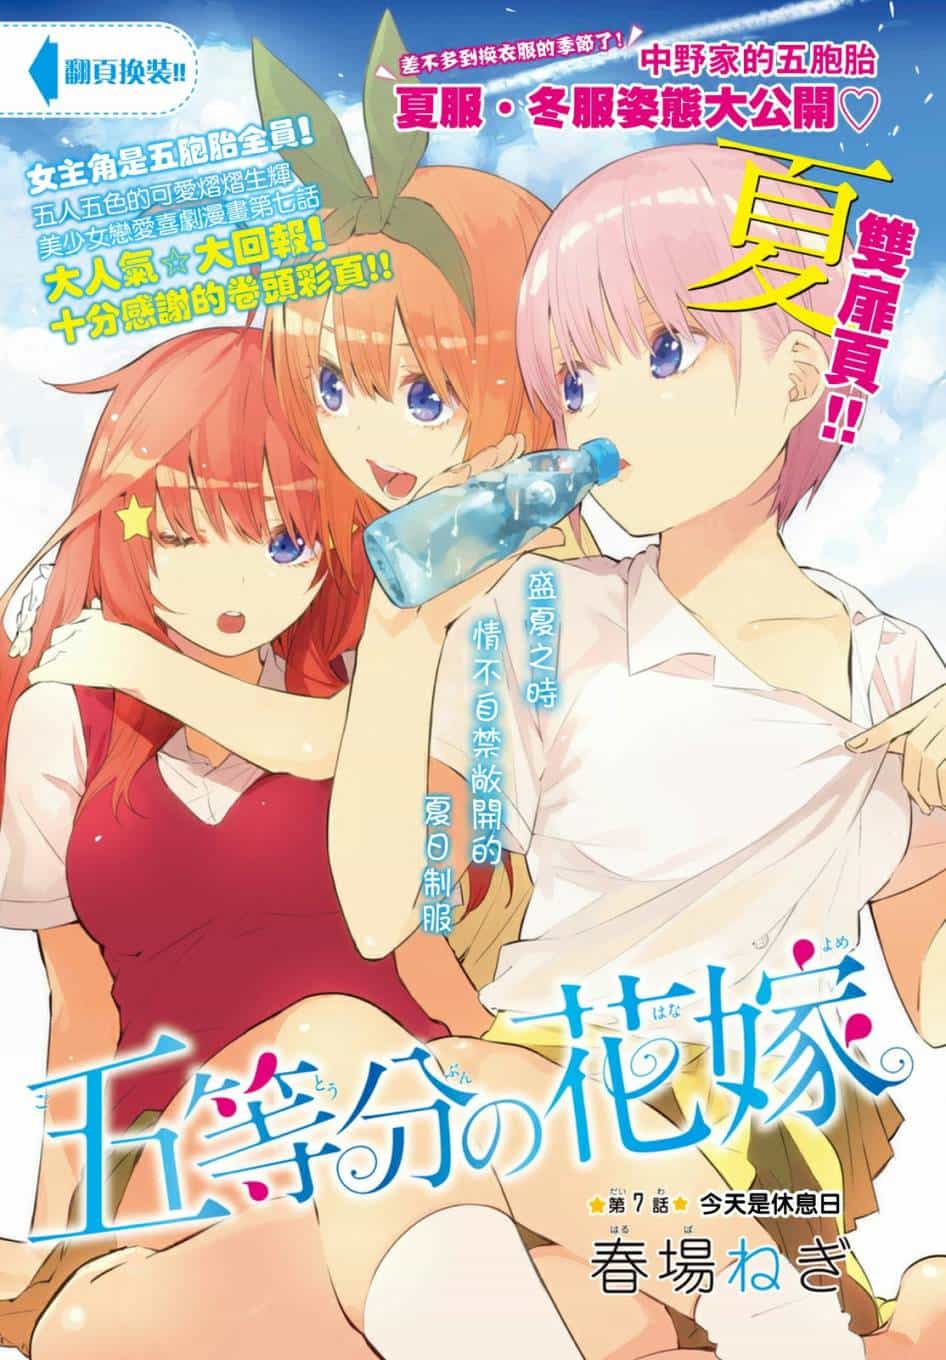 翻頁換裝!!
差不多到換衣服的季節了!
中野家的五胞胎
夏服・冬服姿態大公開♡
夏
雙扉頁!!
女主角是五胞胎全員!
五人五色的可愛熠熠生輝
美少女戀愛喜劇漫畫第七話
大人氣☆大回報!
十分感謝的卷頭彩頁!!
盛夏之時
情不自禁敞開的
夏日制服
五等分の花嫁
ご とう ぶん はな よめ
★第7話★ 今天是休息日
だい わ
春場ねぎ
はる ば